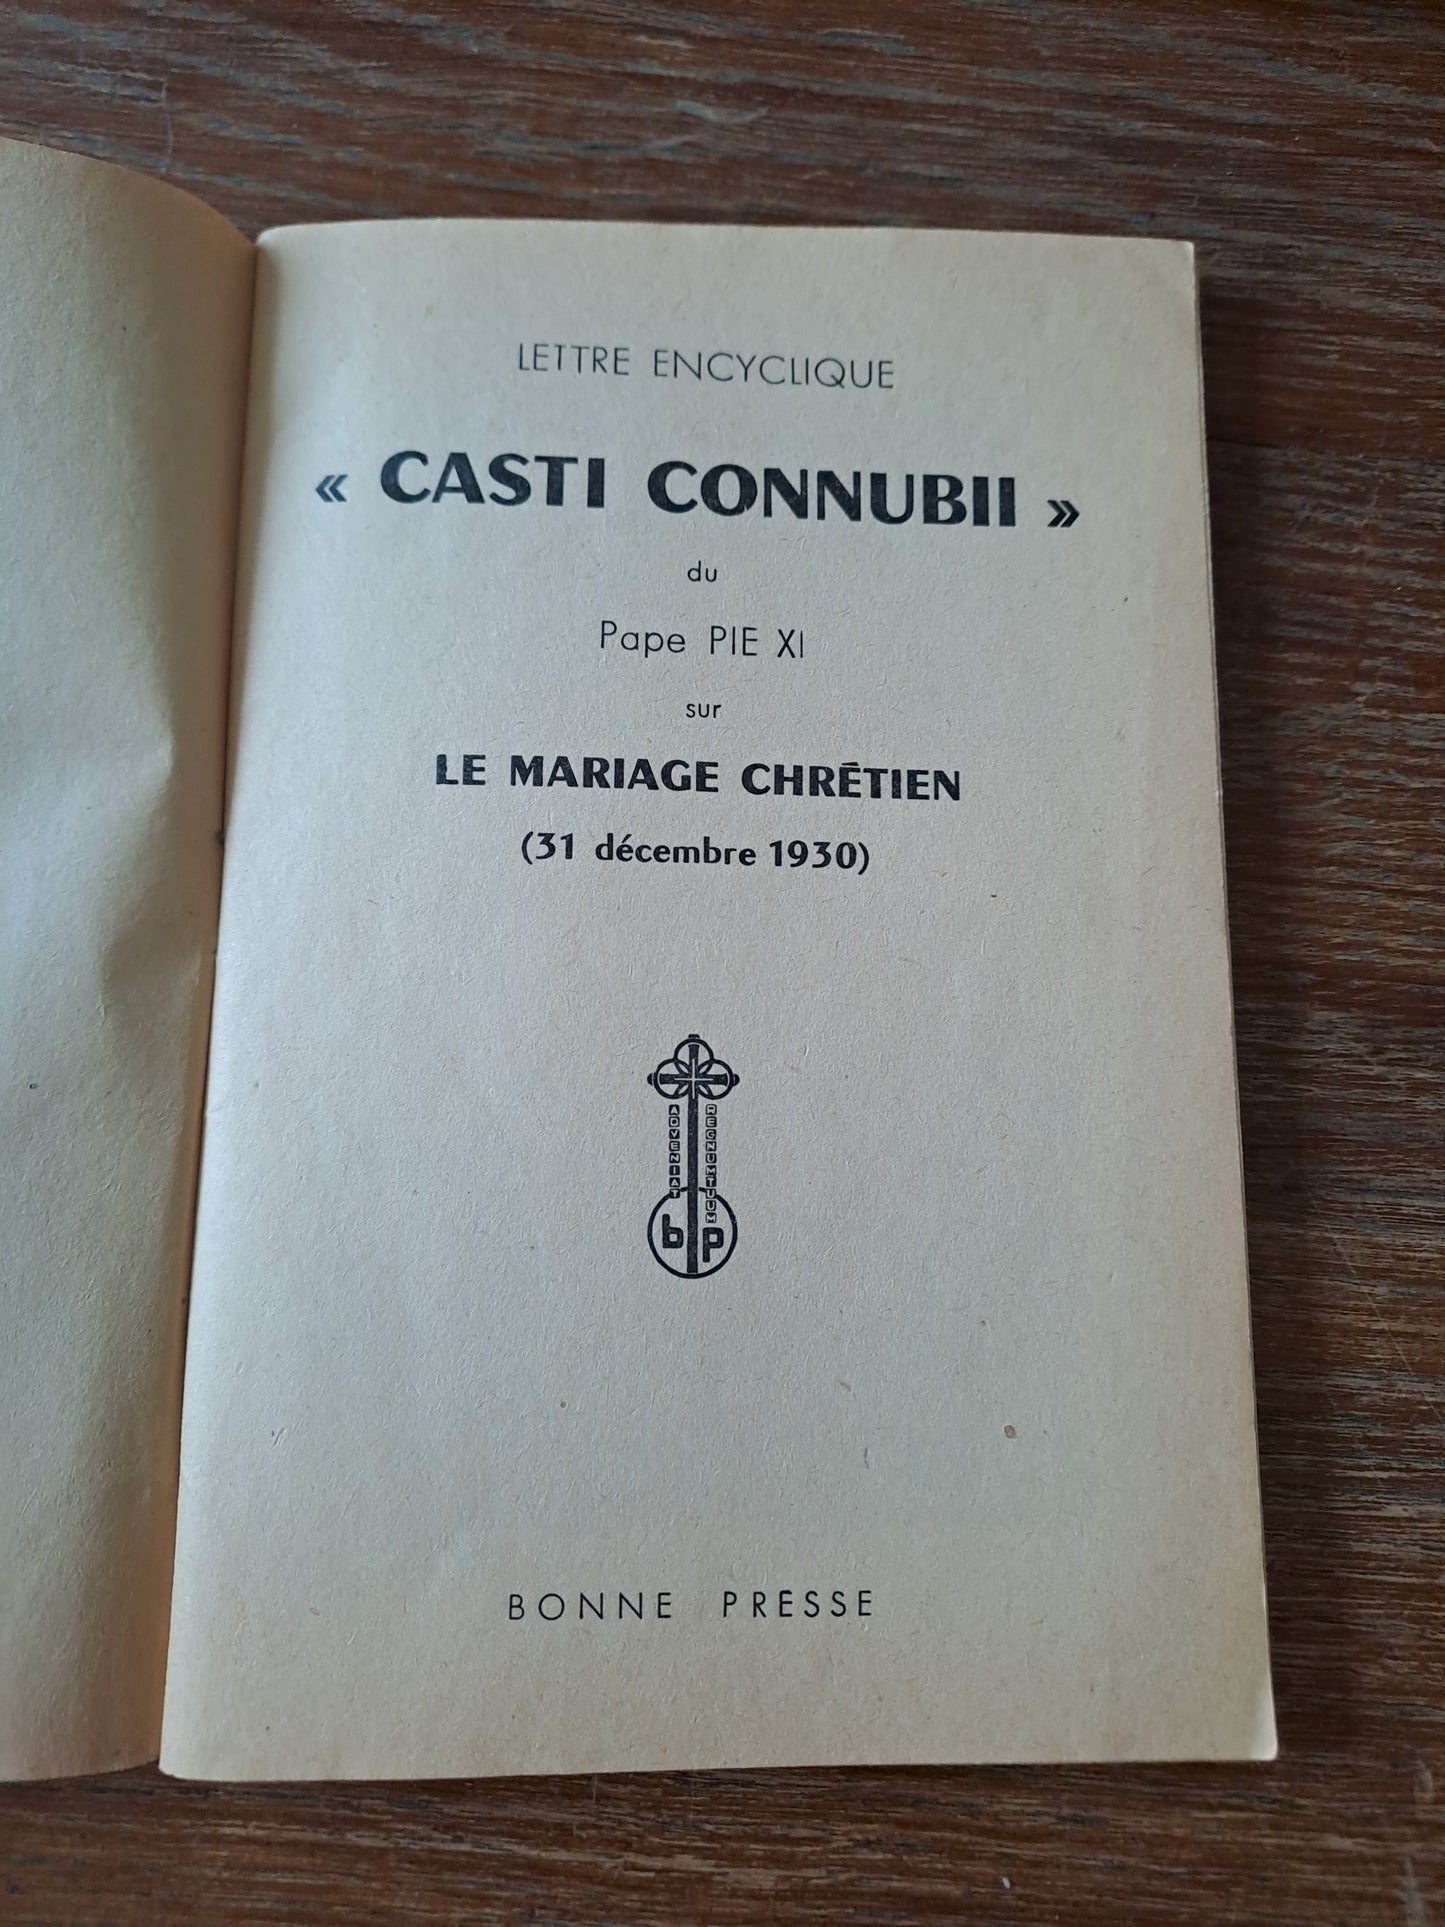 LETTRE ENCYCLIQUE
« CASTI CONNUBII »
du
Pape PIE XI
sur
LE MARIAGE CHRÉTIEN
(31 décembre 1930)
ADVENIAT
REGNUM TUUM
b p
BONNE PRESSE